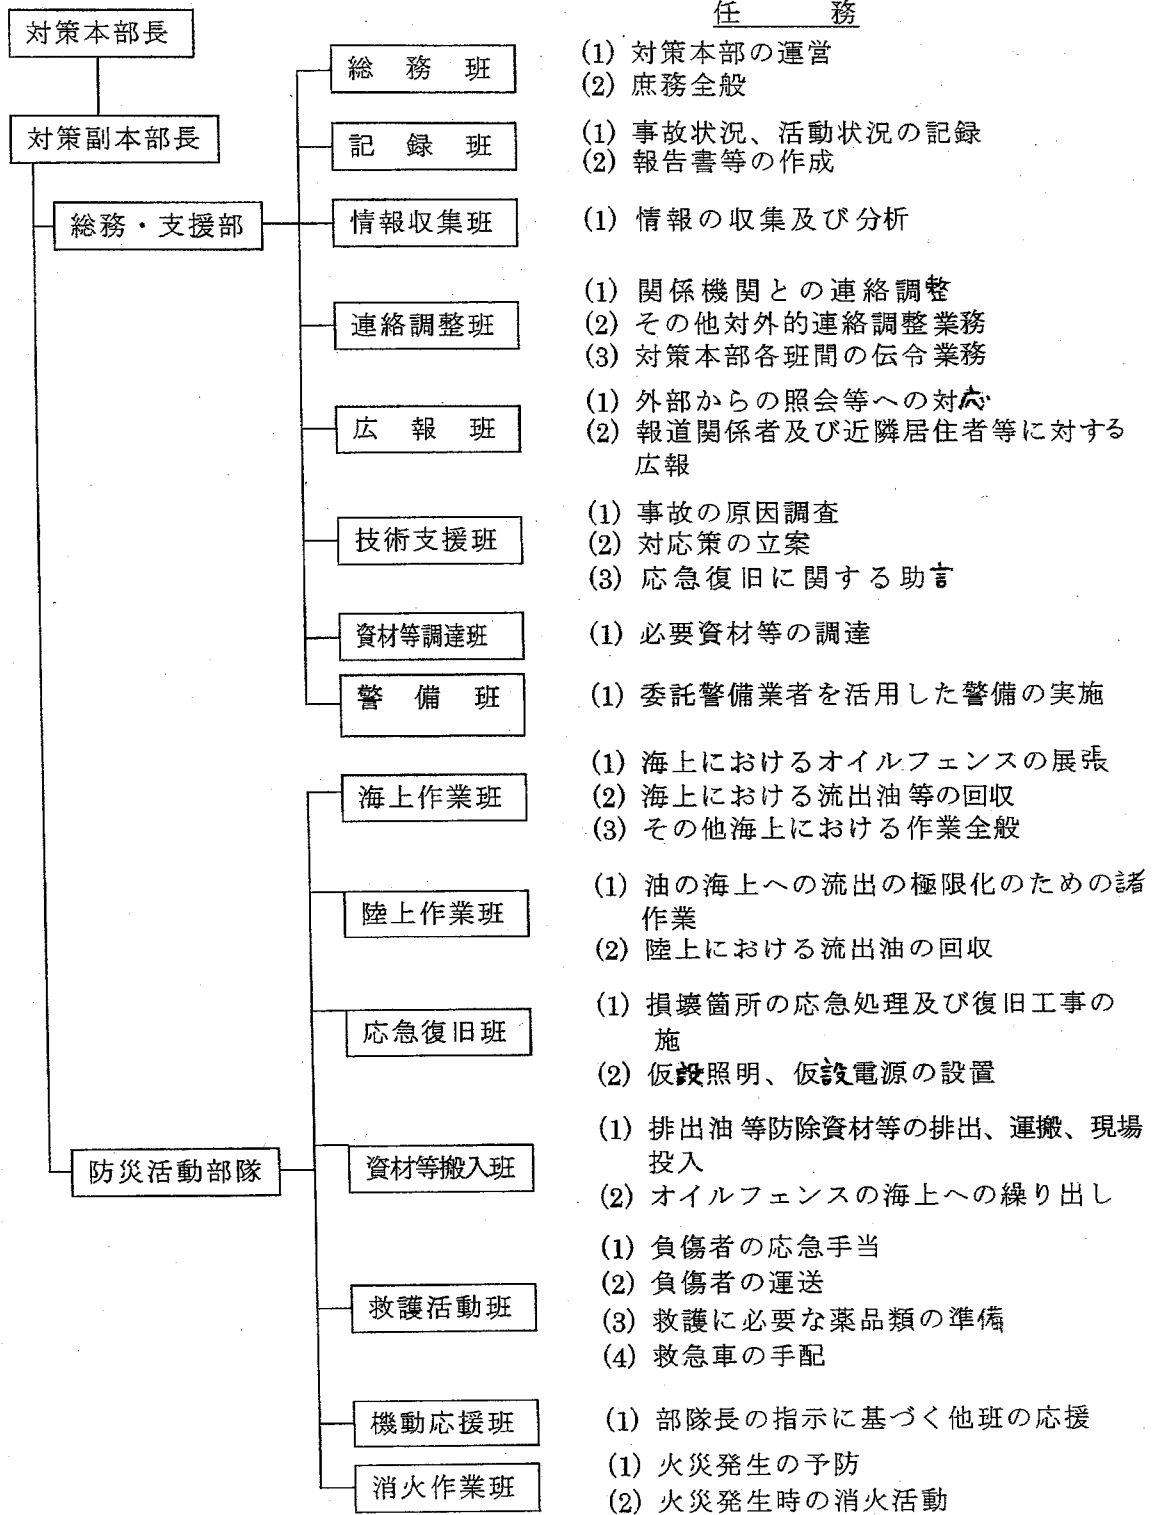 任　　務
対策本部長
対策副本部長
総務・支援部
総　務　班
(1) 対策本部の運営
(2) 庶務全般
記　録　班
(1) 事故状況、活動状況の記録
(2) 報告書等の作成
情報収集班
(1) 情報の収集及び分析
連絡調整班
(1) 関係機関との連絡調整
(2) その他対外的連絡調整業務
(3) 対策本部各班間の伝令業務
広　報　班
(1) 外部からの照会等への対応
(2) 報道関係者及び近隣居住者等に対する
広報
技術支援班
(1) 事故の原因調査
(2) 対応策の立案
(3) 応急復旧に関する助言
資材等調達班
(1) 必要資材等の調達
警　備　班
(1) 委託警備業者を活用した警備の実施
防災活動部隊
海上作業班
(1) 海上におけるオイルフェンスの展張
(2) 海上における流出油等の回収
(3) その他海上における作業全般
陸上作業班
(1) 油の海上への流出の極限化のための諸
作業
(2) 陸上における流出油の回収
応急復旧班
(1) 損壊箇所の応急処理及び復旧工事の
施
(2) 仮設照明、仮設電源の設置
資材等搬入班
(1) 排出油等防除資材等の排出、運搬、現場
投入
(2) オイルフェンスの海上への繰り出し
救護活動班
(1) 負傷者の応急手当
(2) 負傷者の運送
(3) 救護に必要な薬品類の準備
(4) 救急車の手配
機動応援班
(1) 部隊長の指示に基づく他班の応援
消火作業班
(1) 火災発生の予防
(2) 火災発生時の消火活動